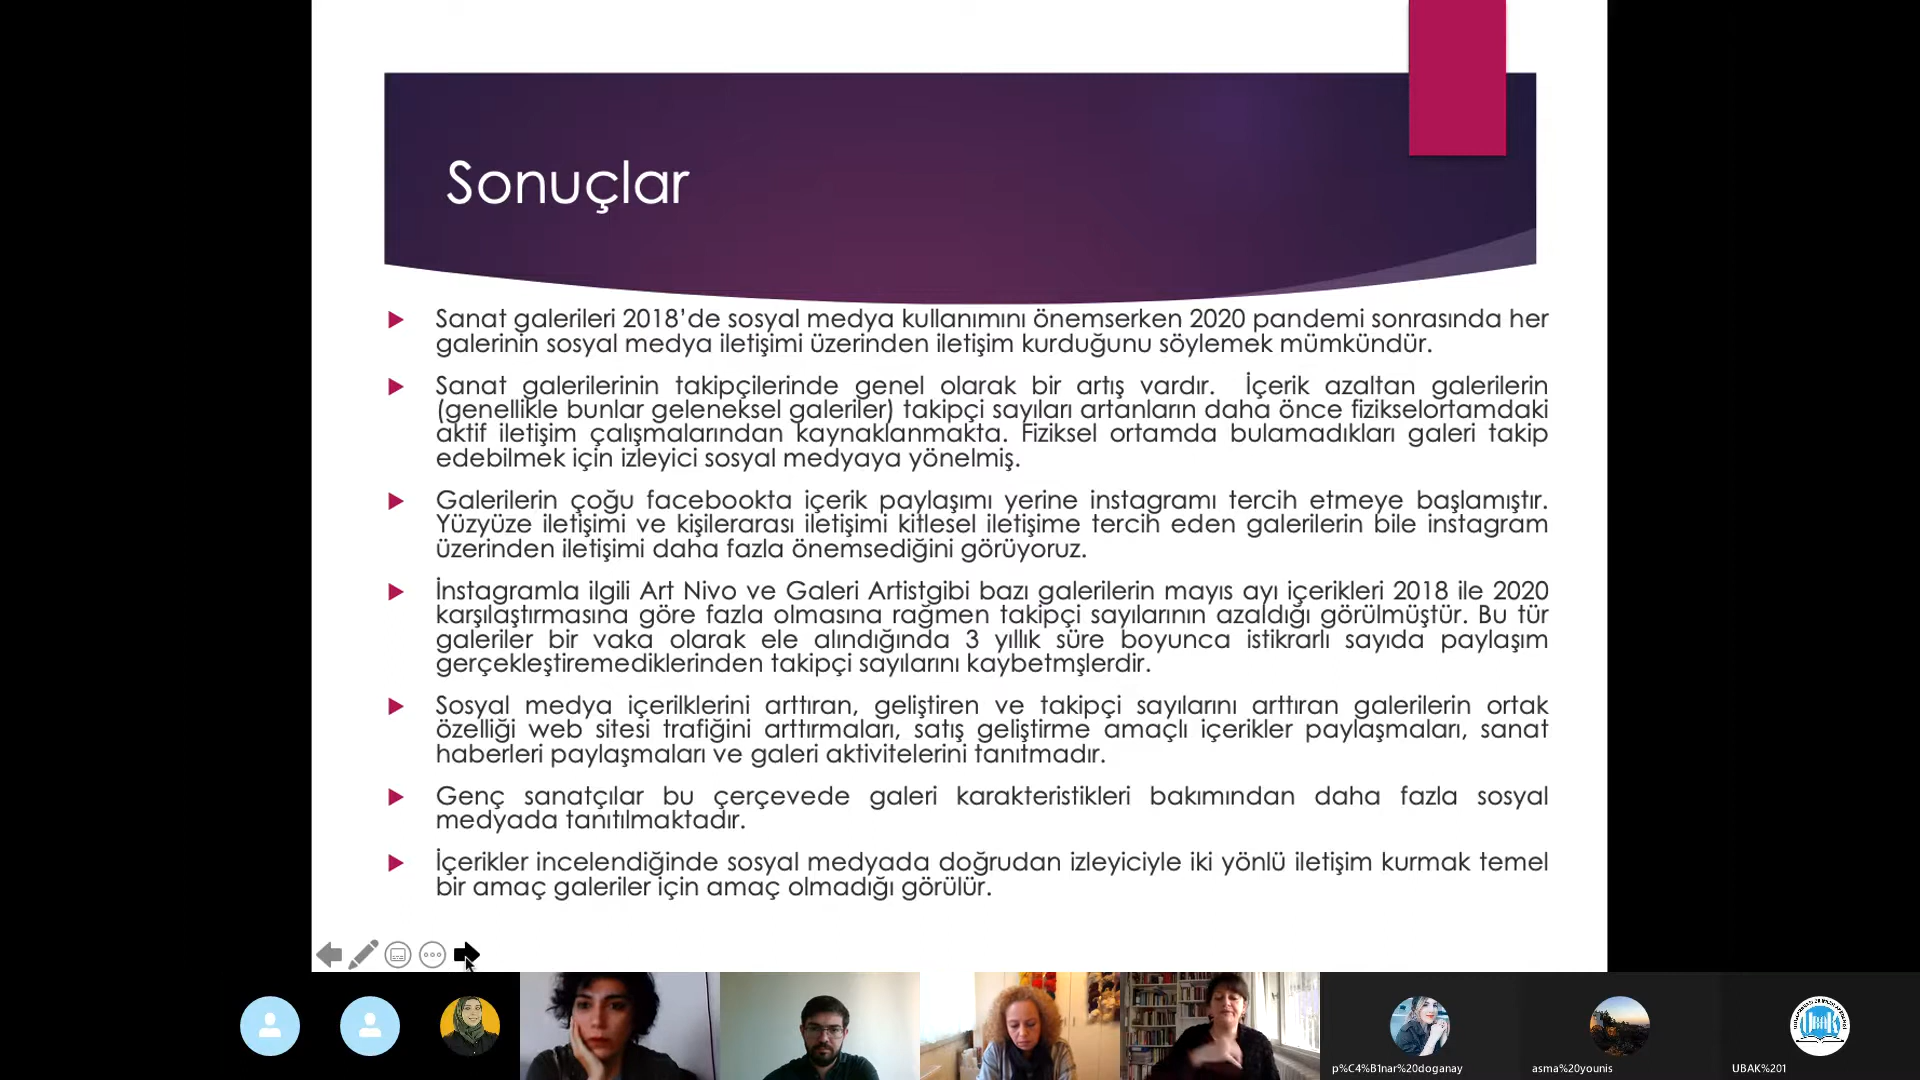 Sonuçlar
Sanat galerileri 2018’de sosyal medya kullanımını önemserken 2020 pandemi sonrasında her
galerinin sosyal medya iletişimi üzerinden iletişim kurduğunu söylemek mümkündür.
Sanat galerilerinin takipçilerinde genel olarak bir artış vardır. İçerik azaltan galerilerin
(genellikle bunlar geleneksel galeriler) takipçi sayıları artanların daha önce fizikselortamdaki
aktif iletişim çalışmalarından kaynaklanmakta. Fiziksel ortamda bulamadıkları galeri takip
edebilmek için izleyici sosyal medyaya yönelmiş.
Galerilerin çoğu facebookta içerik paylaşımı yerine instagramı tercih etmeye başlamıştır.
Yüzyüze iletişimi ve kişilerarası iletişimi kitlesel iletişime tercih eden galerilerin bile instagram
üzerinden iletişimi daha fazla önemsediğini görüyoruz.
İnstagramla ilgili Art Nivo ve Galeri Artistgibi bazı galerilerin mayıs ayı içerikleri 2018 ile 2020
karşılaştırmasına göre fazla olmasına rağmen takipçi sayılarının azaldığı görülmüştür. Bu tür
galeriler bir vaka olarak ele alındığında 3 yıllık süre boyunca istikrarlı sayıda paylaşım
gerçekleştiremediklerinden takipçi sayılarını kaybetmşlerdir.
Sosyal medya içerilklerini arttıran, geliştiren ve takipçi sayılarını arttıran galerilerin ortak
özelliği web sitesi trafiğini arttırmaları, satış geliştirme amaçlı içerikler paylaşmaları, sanat
haberleri paylaşmaları ve galeri aktivitelerini tanıtmadır.
Genç sanatçılar bu çerçevede galeri karakteristikleri bakımından daha fazla sosyal
medyada tanıtılmaktadır.
İçerikler incelendiğinde sosyal medyada doğrudan izleyiciyle iki yönlü iletişim kurmak temel
bir amaç galeriler için amaç olmadığı görülür.
p%C4%B1nar%20doganay
asma%20younis
UBAK%201